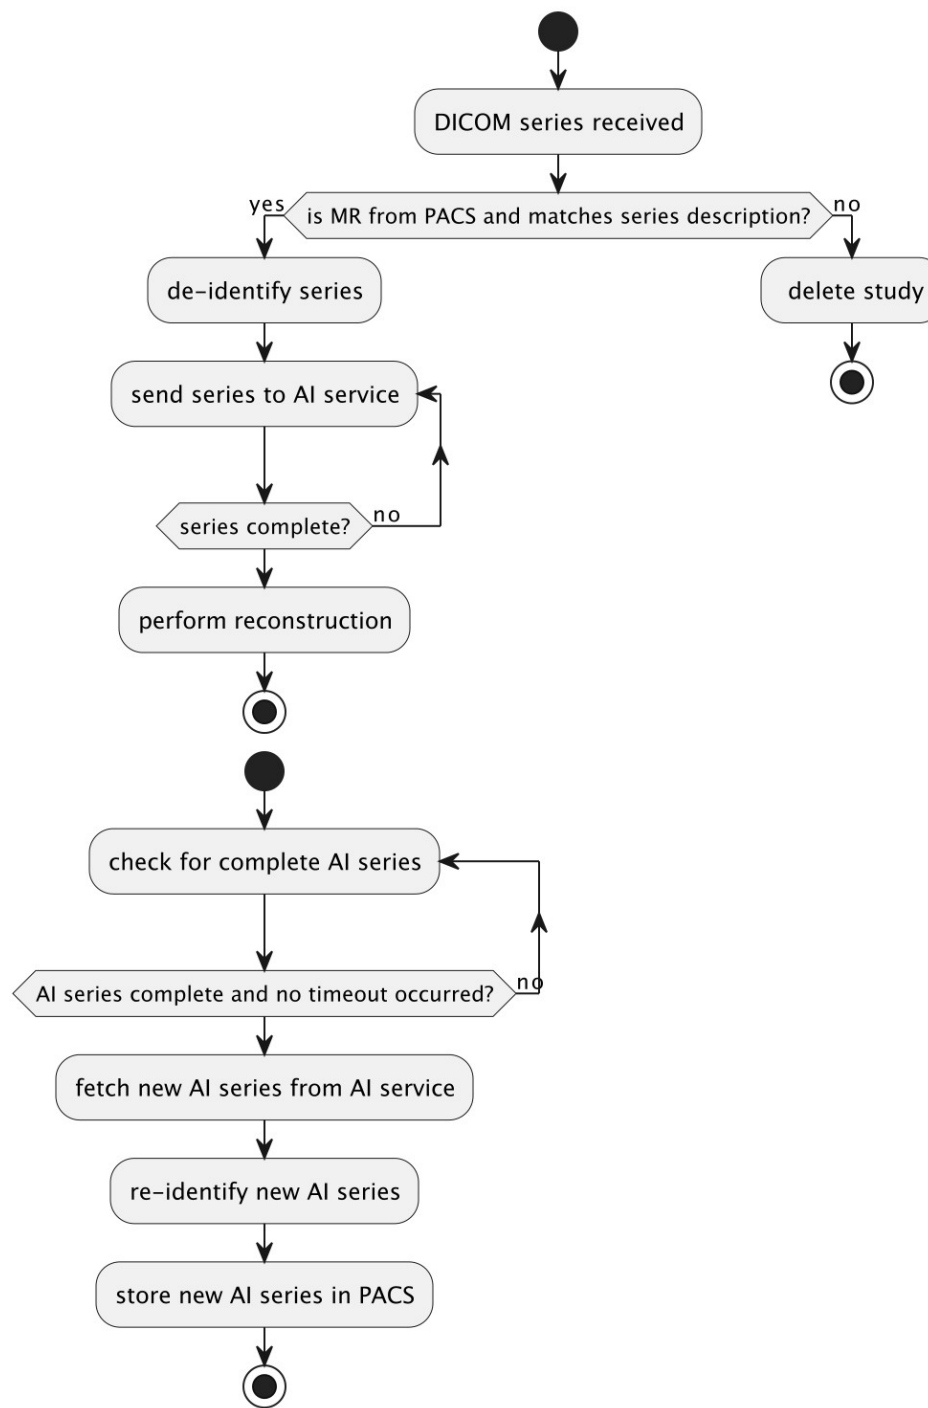 DICOM series received
yes
is MR from PACS and matches series description?
no
de-identify series
delete study
send series to AI service
series complete?
no
perform reconstruction
check for complete AI series
AI series complete and no timeout occurred?
no
fetch new AI series from AI service
re-identify new AI series
store new AI series in PACS